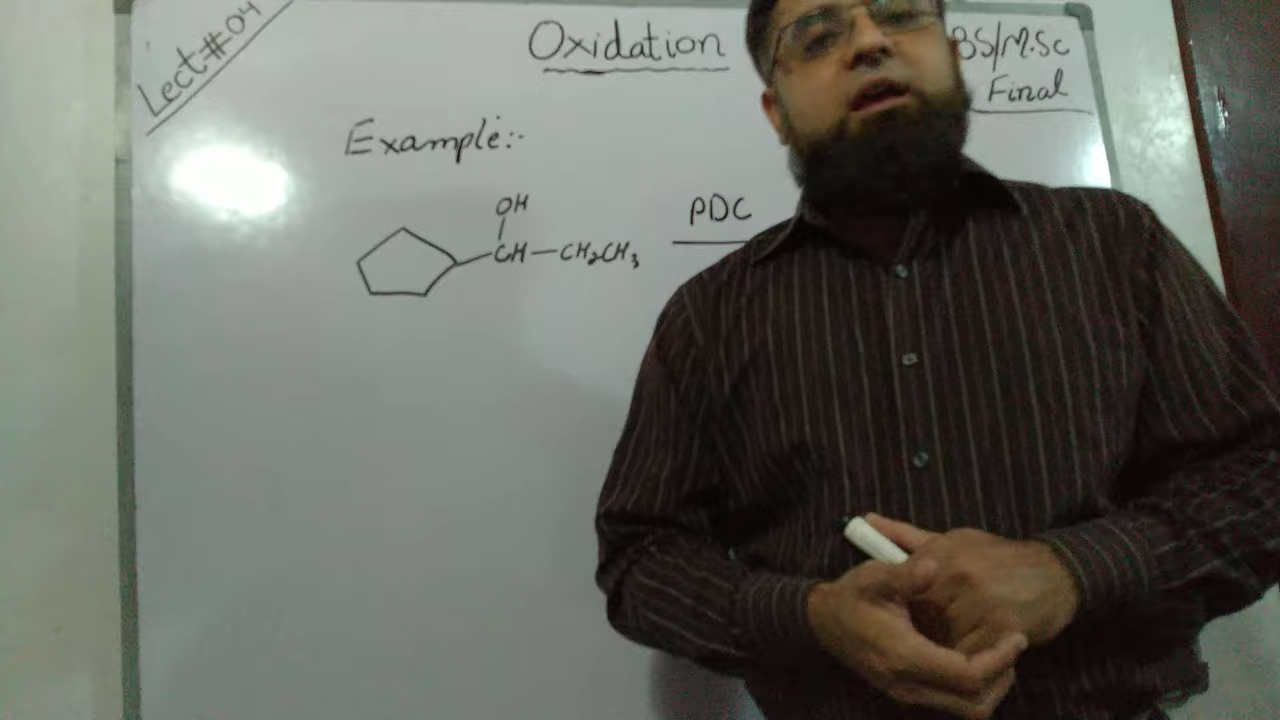 Lect:#04
Oxidation
BS/M.Sc
Final
Example:-
OH
CH—CH₂CH₃
PDC